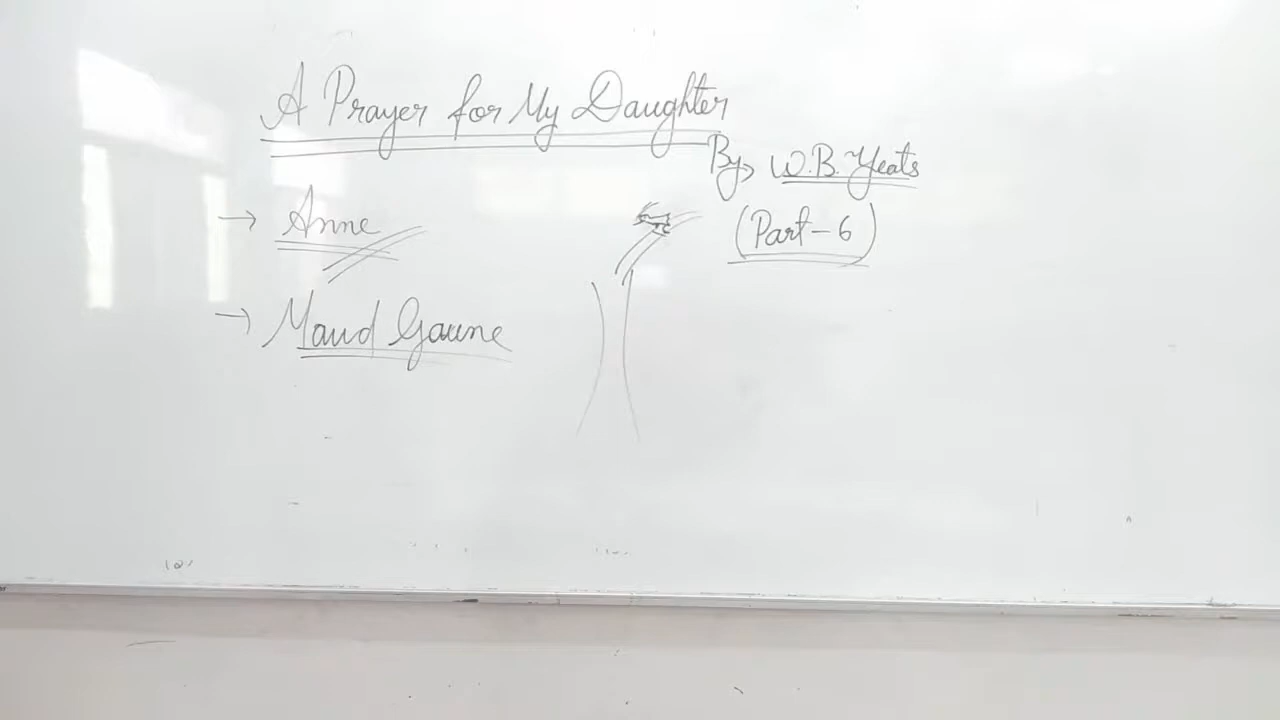 A Prayer for My Daughter
By→ W.B. Yeats
(Part-6)
→ Anne
→ Maud Gaune